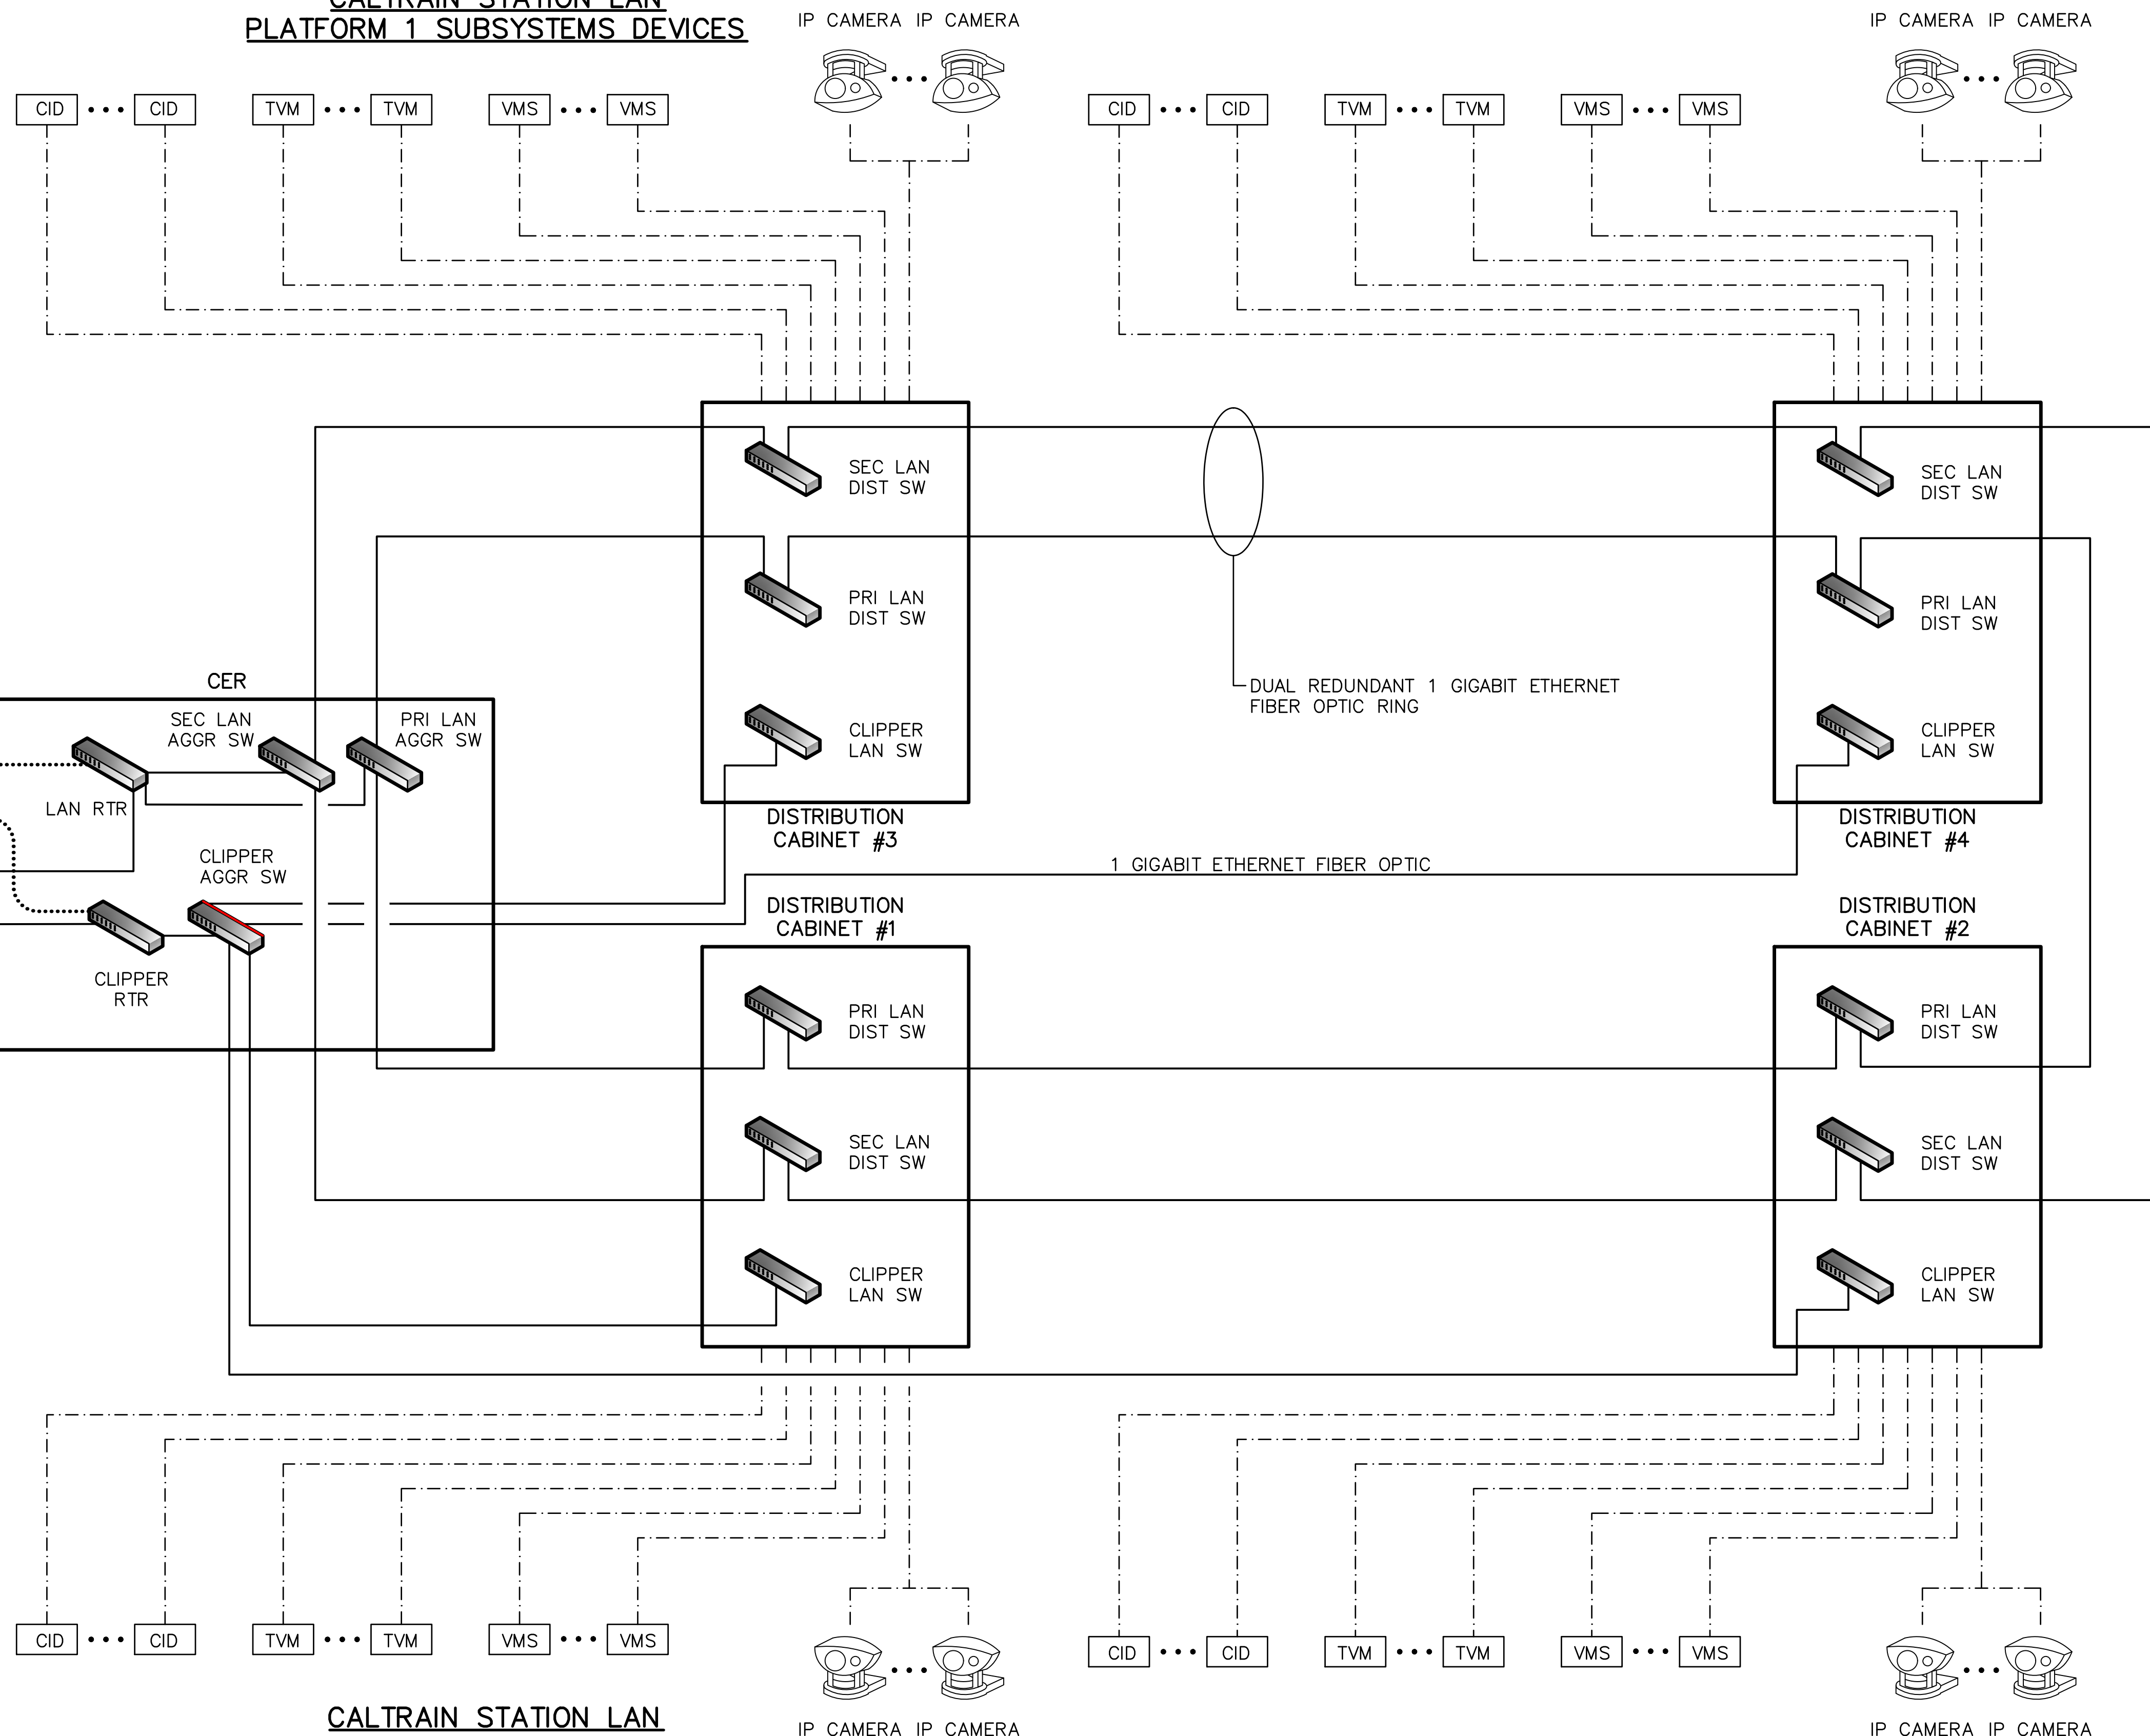 CALTRAIN STATION LAN
PLATFORM 1 SUBSYSTEMS DEVICES
IP CAMERA IP CAMERA
IP CAMERA IP CAMERA
CID CID TVM TVM VMS VMS
CID CID TVM TVM VMS VMS
SEC LAN
DIST SW
PRI LAN
DIST SW
CLIPPER
LAN SW
DISTRIBUTION
CABINET #3
SEC LAN
DIST SW
PRI LAN
DIST SW
CLIPPER
LAN SW
DISTRIBUTION
CABINET #4
DUAL REDUNDANT 1 GIGABIT ETHERNET
FIBER OPTIC RING
CER
SEC LAN
AGGR SW
PRI LAN
AGGR SW
LAN RTR
CLIPPER
AGGR SW
CLIPPER
RTR
1 GIGABIT ETHERNET FIBER OPTIC
DISTRIBUTION
CABINET #1
PRI LAN
DIST SW
SEC LAN
DIST SW
CLIPPER
LAN SW
DISTRIBUTION
CABINET #2
PRI LAN
DIST SW
SEC LAN
DIST SW
CLIPPER
LAN SW
CID CID TVM TVM VMS VMS
CID CID TVM TVM VMS VMS
IP CAMERA IP CAMERA
IP CAMERA IP CAMERA
CALTRAIN STATION LAN